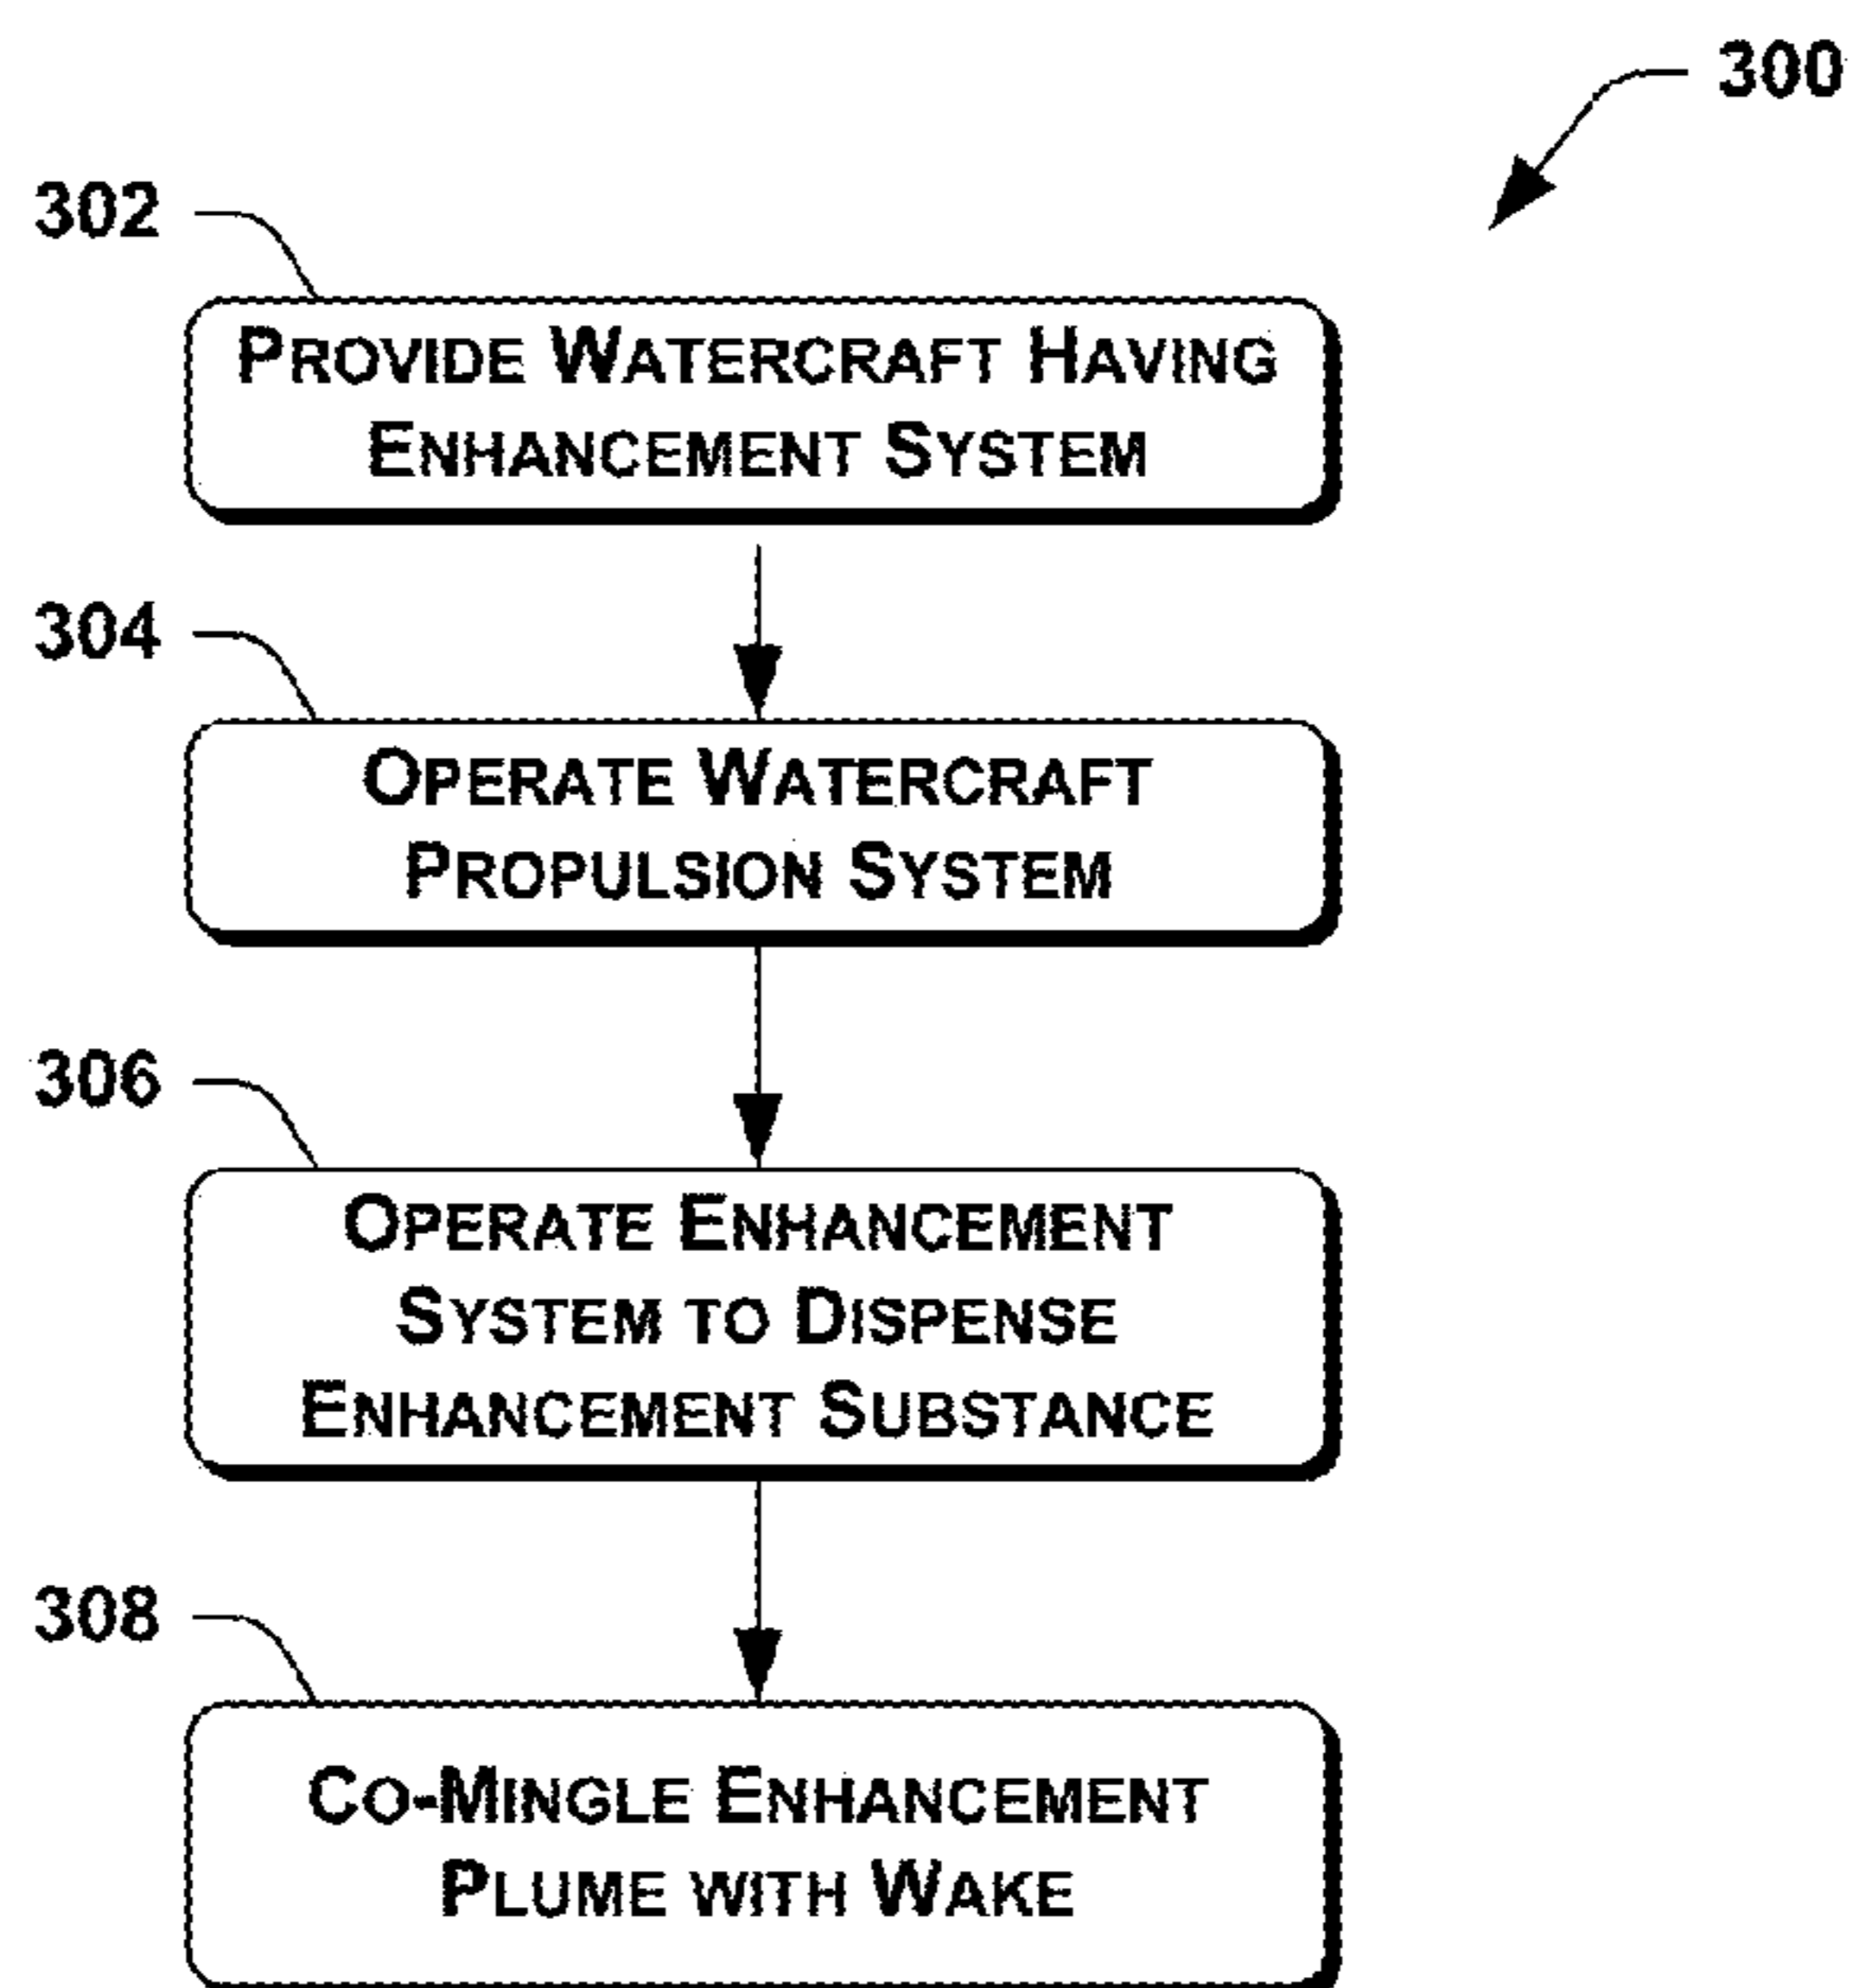 300
302
PROVIDE WATERCRAFT HAVING
ENHANCEMENT SYSTEM
304
OPERATE WATERCRAFT
PROPULSION SYSTEM
306
OPERATE ENHANCEMENT
SYSTEM TO DISPENSE
ENHANCEMENT SUBSTANCE
308
CO-MINGLE ENHANCEMENT
PLUME WITH WAKE